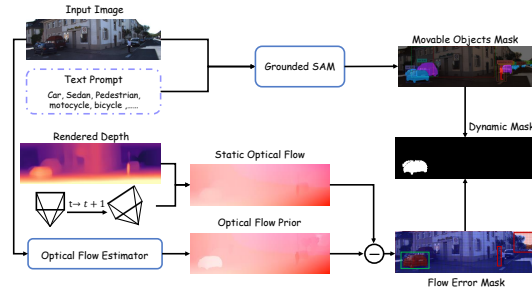 Input Image
Text Prompt
Car, Sedan, Pedestrian,
motocycle, bicycle ,......
Grounded SAM
Movable Objects Mask
Dynamic Mask
Rendered Depth
t→ t + 1
Static Optical Flow
Optical Flow Prior
Optical Flow Estimator
Flow Error Mask